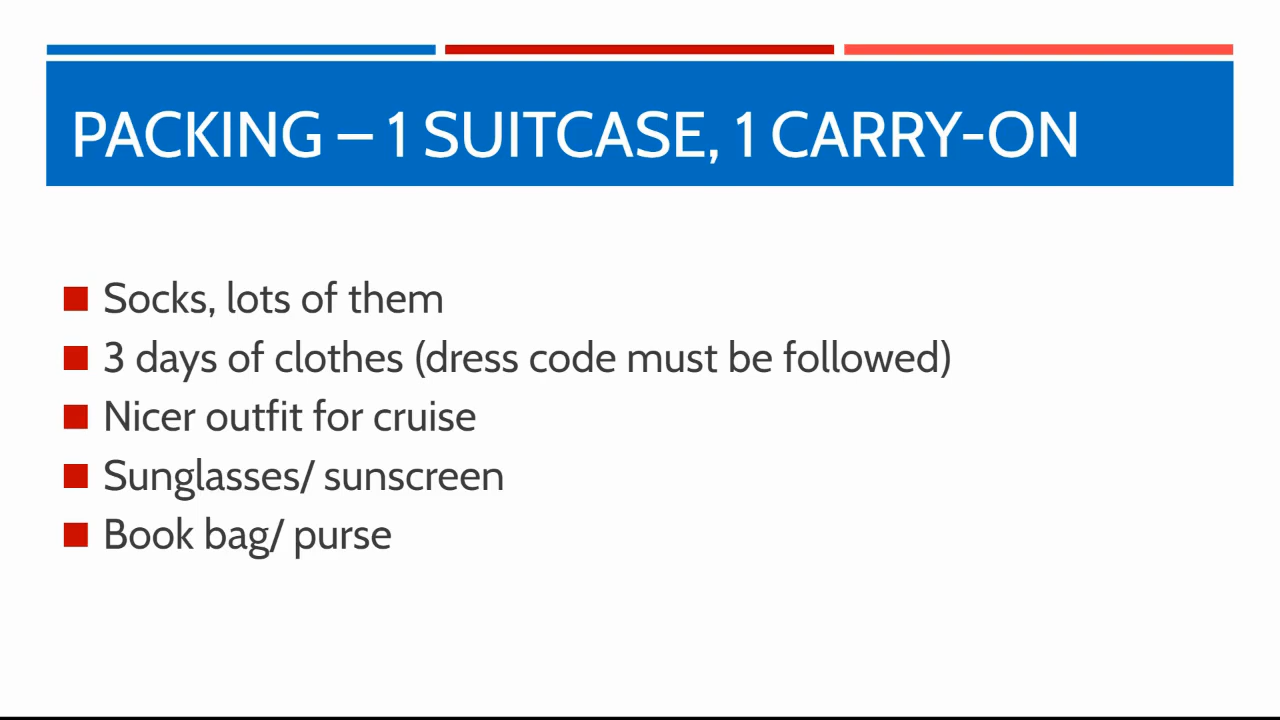 PACKING – 1 SUITCASE, 1 CARRY-ON
Socks, lots of them
3 days of clothes (dress code must be followed)
Nicer outfit for cruise
Sunglasses/ sunscreen
Book bag/ purse